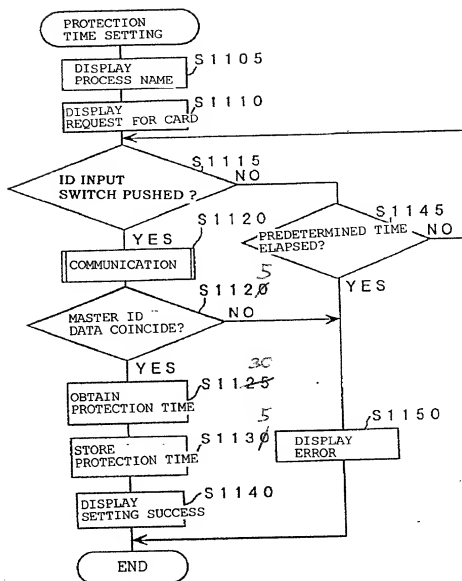 PROTECTION
TIME SETTING
DISPLAY
PROCESS NAME
S1105
DISPLAY
REQUEST FOR CARD
S1110
ID INPUT
SWITCH PUSHED ?
S1115
NO
YES
S1120
COMMUNICATION
PREDETERMINED TIME
ELAPSED?
S1145
NO
YES
MASTER ID
DATA COINCIDE?
S1120
5
NO
YES
OBTAIN
PROTECTION TIME
S1125
30
STORE
PROTECTION TIME
S1130
5
DISPLAY
ERROR
S1150
DISPLAY
SETTING SUCCESS
S1140
END